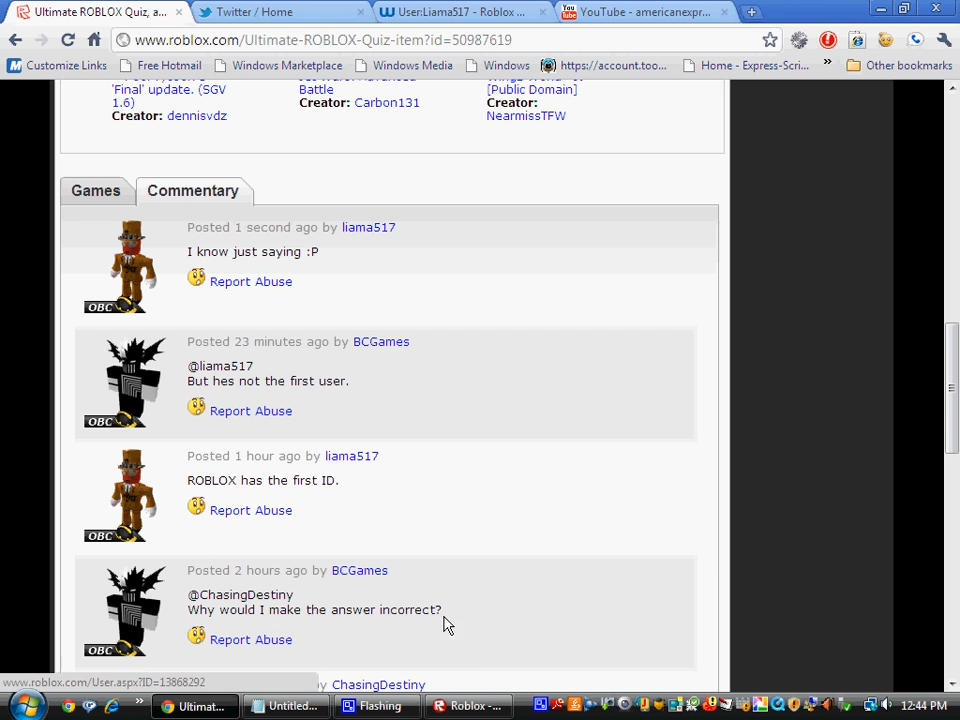 Ultimate ROBLOX Quiz, a...
Twitter / Home
User:Liama517 - Roblox ...
YouTube - americanexpr...
www.roblox.com/Ultimate-ROBLOX-Quiz-item?id=50987619
Customize Links
Free Hotmail
Windows Marketplace
Windows Media
Windows
https://account.too...
Home - Express-Scri...
»
Other bookmarks
'Final' update. (SGV
1.6)
Creator: dennisvdz
Battle
Creator: Carbon131
[Public Domain]
Creator:
NearmissTFW
Games
Commentary
Posted 1 second ago by liama517
I know just saying :P
Report Abuse
OBC
Posted 23 minutes ago by BCGames
@liama517
But hes not the first user.
Report Abuse
OBC
Posted 1 hour ago by liama517
ROBLOX has the first ID.
Report Abuse
OBC
Posted 2 hours ago by BCGames
@ChasingDestiny
Why would I make the answer incorrect?
Report Abuse
OBC
by ChasingDestiny
www.roblox.com/User.aspx?ID=13868292
»
Ultimat...
Untitled...
Flashing
Roblox -...
12:44 PM